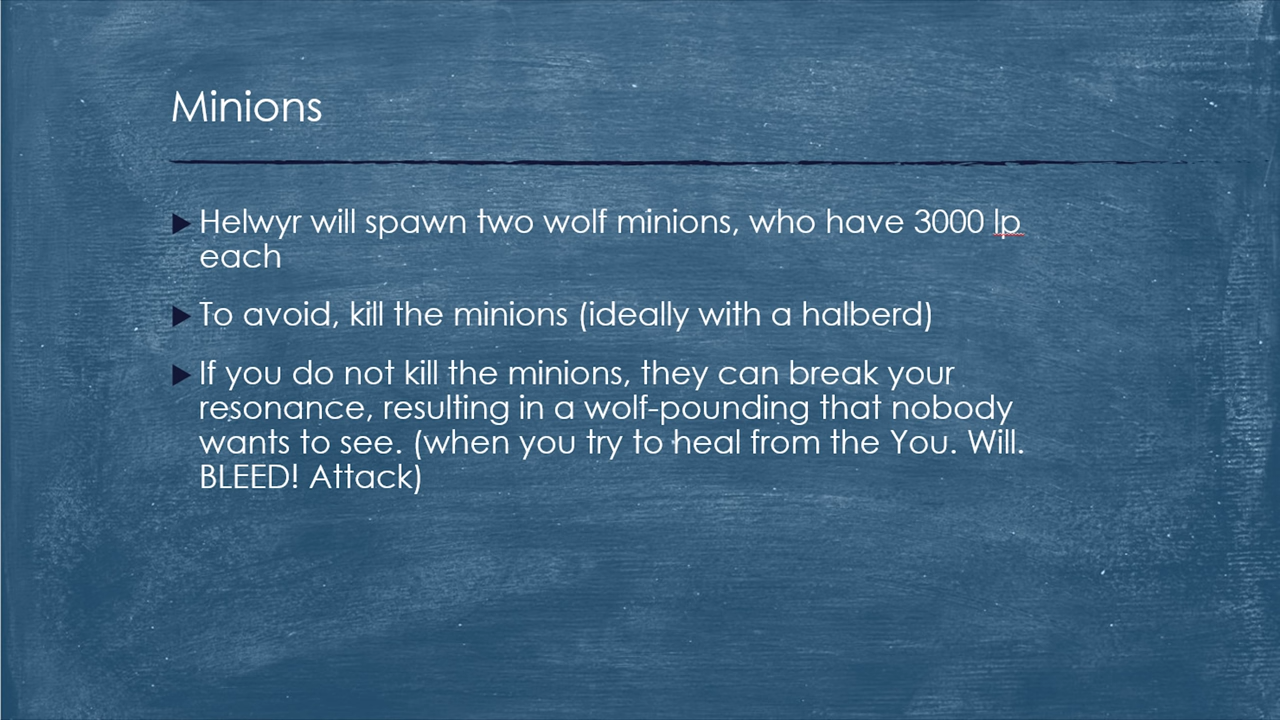 Minions
Helwyr will spawn two wolf minions, who have 3000 lp
each
To avoid, kill the minions (ideally with a halberd)
If you do not kill the minions, they can break your
resonance, resulting in a wolf-pounding that nobody
wants to see. (when you try to heal from the You. Will.
BLEED! Attack)